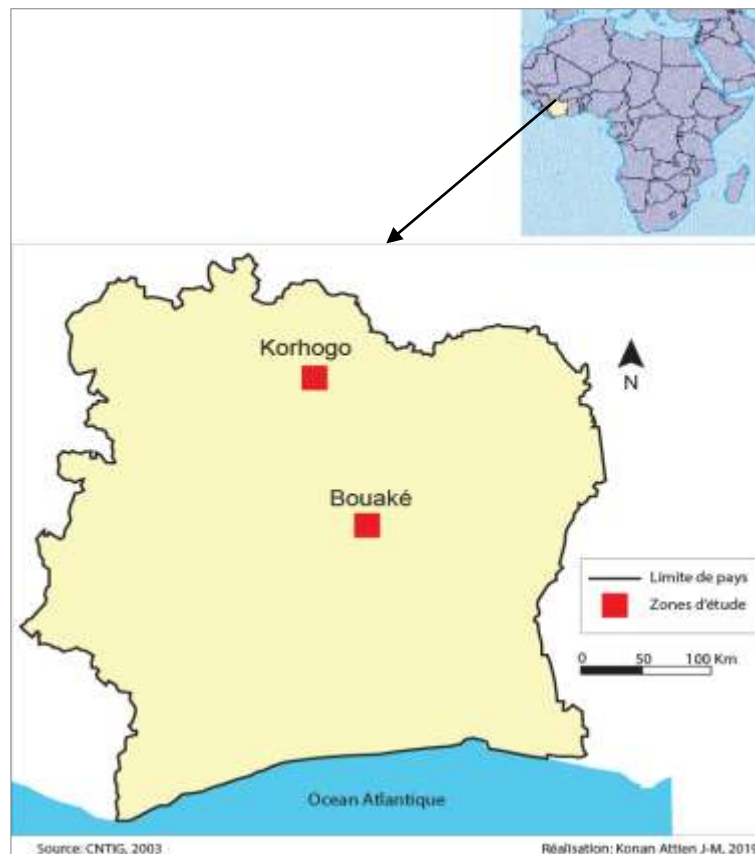 Korhogo
N
Bouaké
Limite de pays
Zones d'étude
0 50 100 Km
Ocean Atlantique
Source: CNTIG, 2003
Réalisation: Konan Attien J-M, 2019